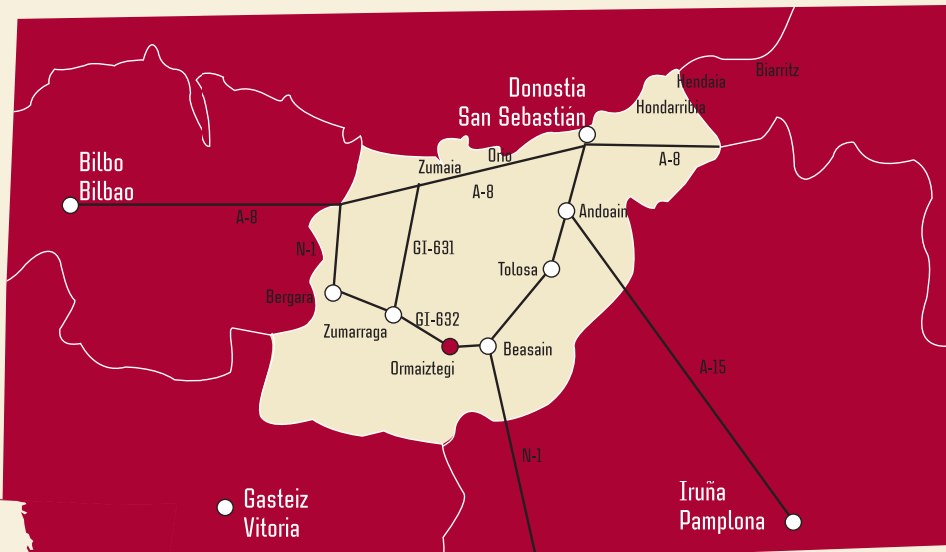 Biarritz
Hendaia
Donostia
San Sebastián
Hondarribia
Orio
Zumaia
A-8
Bilbo
Bilbao
A-8
A-8
N-1
GI-631
Andoain
Tolosa
Bergara
Zumarraga
GI-632
Ormaiztegi
Beasain
A-15
N-1
Gasteiz
Vitoria
Iruña
Pamplona